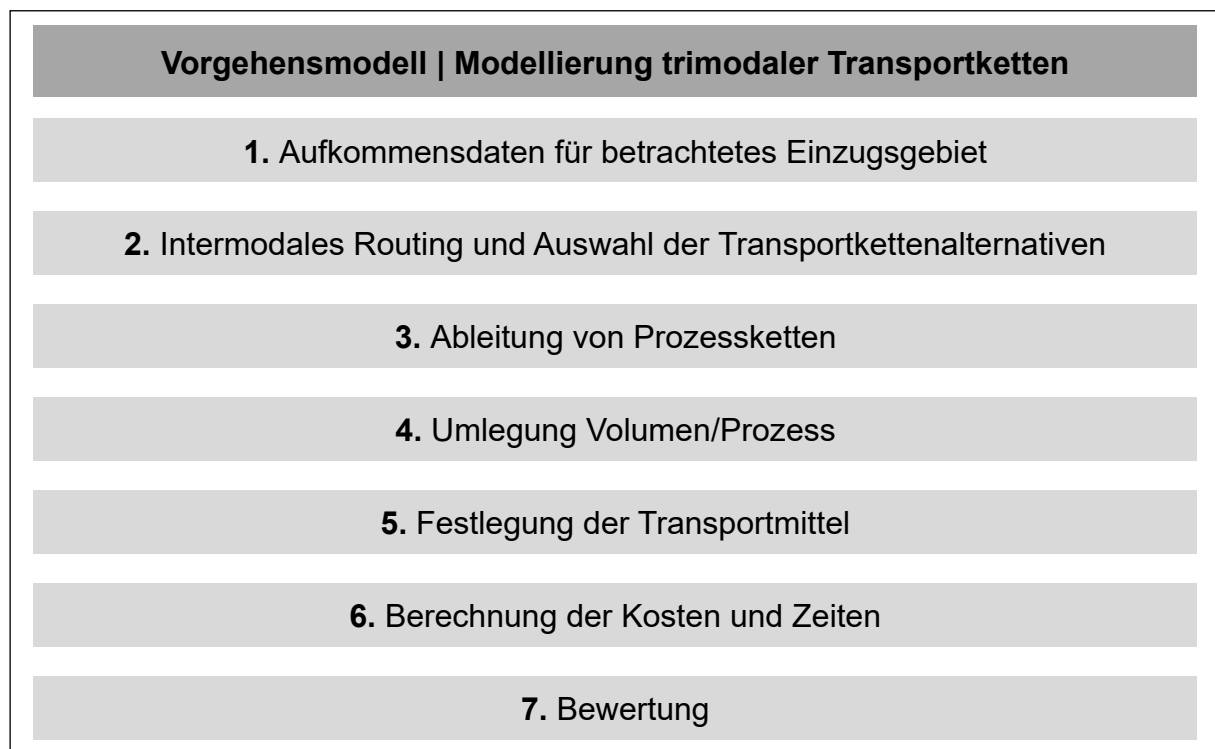 Vorgehensmodell | Modellierung trimodaler Transportketten
1. Aufkommensdaten für betrachtetes Einzugsgebiet
2. Intermodales Routing und Auswahl der Transportkettenalternativen
3. Ableitung von Prozessketten
4. Umlegung Volumen/Prozess
5. Festlegung der Transportmittel
6. Berechnung der Kosten und Zeiten
7. Bewertung